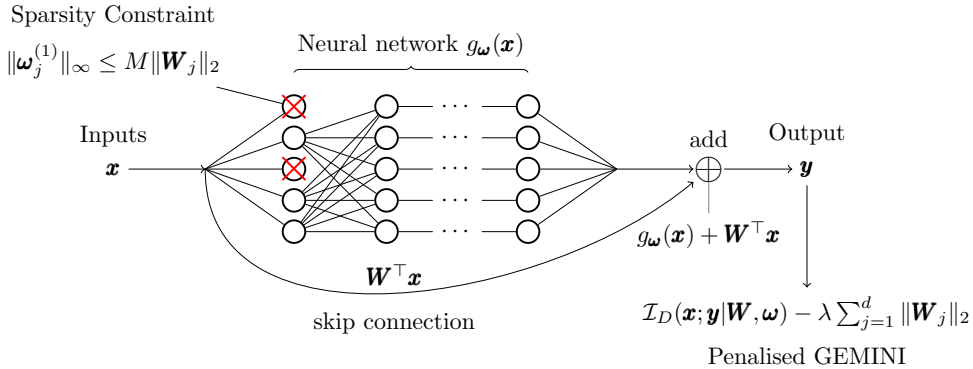 Sparsity Constraint
‖ω_j^{(1)}‖_∞ ≤ M‖W_j‖_2
Neural network g_ω(x)
Inputs
x
· · ·
· · ·
· · ·
· · ·
· · ·
add
Output
y
g_ω(x) + W^⊤x
W^⊤x
skip connection
I_D(x; y|W, ω) − λ ∑_{j=1}^{d} ‖W_j‖_2
Penalised GEMINI